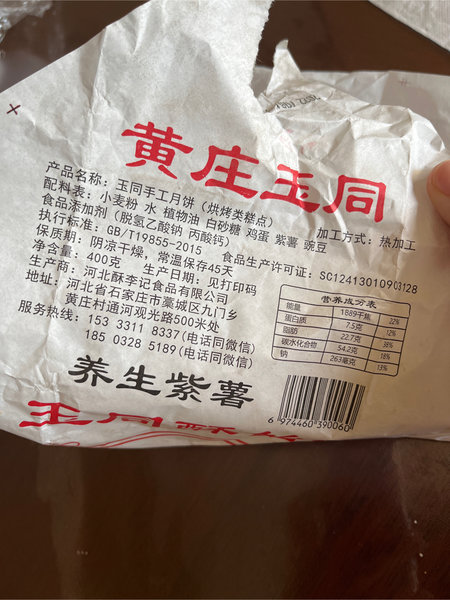 黄庄玉同
产品名称：玉同手工月饼（烘烤类糕点）
配料表：小麦粉 水 植物油 白砂糖 鸡蛋 紫薯 豌豆
食品添加剂（脱氢乙酸钠 丙酸钙） 加工方式：热加工
执行标准：GB/T19855-2015
保质期：阴凉干燥，常温保存45天 食品生产许可证：SC12413010903128
净含量：400克 生产日期：见打印码
生产商：河北酥李记食品有限公司
地址：河北省石家庄市藁城区九门乡
黄庄村通河观光路500米处
服务热线：153 3311 8337(电话同微信)
185 0328 5189(电话同微信)
营养成分表
能量 1889千焦 22%
蛋白质 7.5克 12%
脂肪 22.7克 38%
碳水化合物 54.2克 18%
钠 263毫克 13%
养生紫薯
6 974460 390060
玉同酥